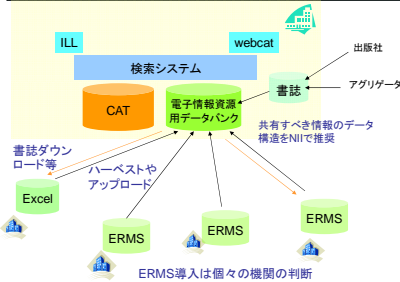 ILL
webcat
出版社
検索システム
アグリゲータ
書誌
CAT
電子情報資源
用データバンク
共有すべき情報のデータ
構造をNIIで推奨
書誌ダウン
ロード等
ハーベストや
アップロード
Excel
ERMS
ERMS
ERMS
ERMS導入は個々の機関の判断